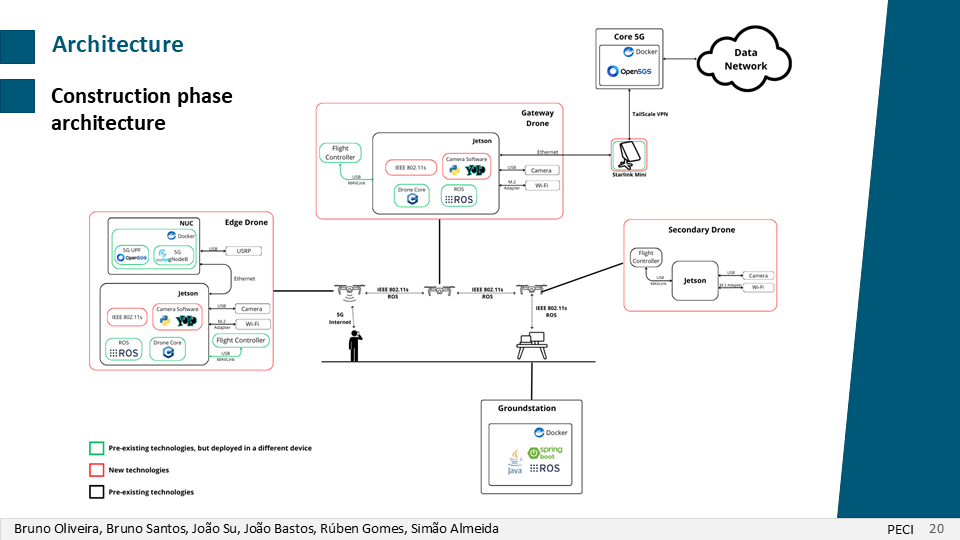 Architecture
Construction phase
architecture
Core 5G
Docker
Open5GS
Data
Network
TailScale VPN
Gateway
Drone
Jetson
Flight
Controller
USB
MAVLink
IEEE 802.11s
Camera Software
YOLO
Drone Core
C
ROS
ROS
Ethernet
USB
Camera
M.2
Adapter
Wi-Fi
Starlink Mini
Edge Drone
NUC
Docker
5G UPF
Open5GS
5G
gNodeB
USB
USRP
Ethernet
Jetson
IEEE 802.11s
Camera Software
YOLO
ROS
ROS
Drone Core
C
USB
Camera
M.2
Adapter
Wi-Fi
Flight Controller
USB
MAVLink
Secondary Drone
Flight
Controller
USB
MAVLink
Jetson
USB
Camera
M.2 Adapter
Wi-Fi
IEEE 802.11s
ROS
IEEE 802.11s
ROS
IEEE 802.11s
ROS
5G
Internet
Groundstation
Docker
Java
spring
boot
ROS
Pre-existing technologies, but deployed in a different device
New technologies
Pre-existing technologies
Bruno Oliveira, Bruno Santos, João Su, João Bastos, Rúben Gomes, Simão Almeida
PECI 20